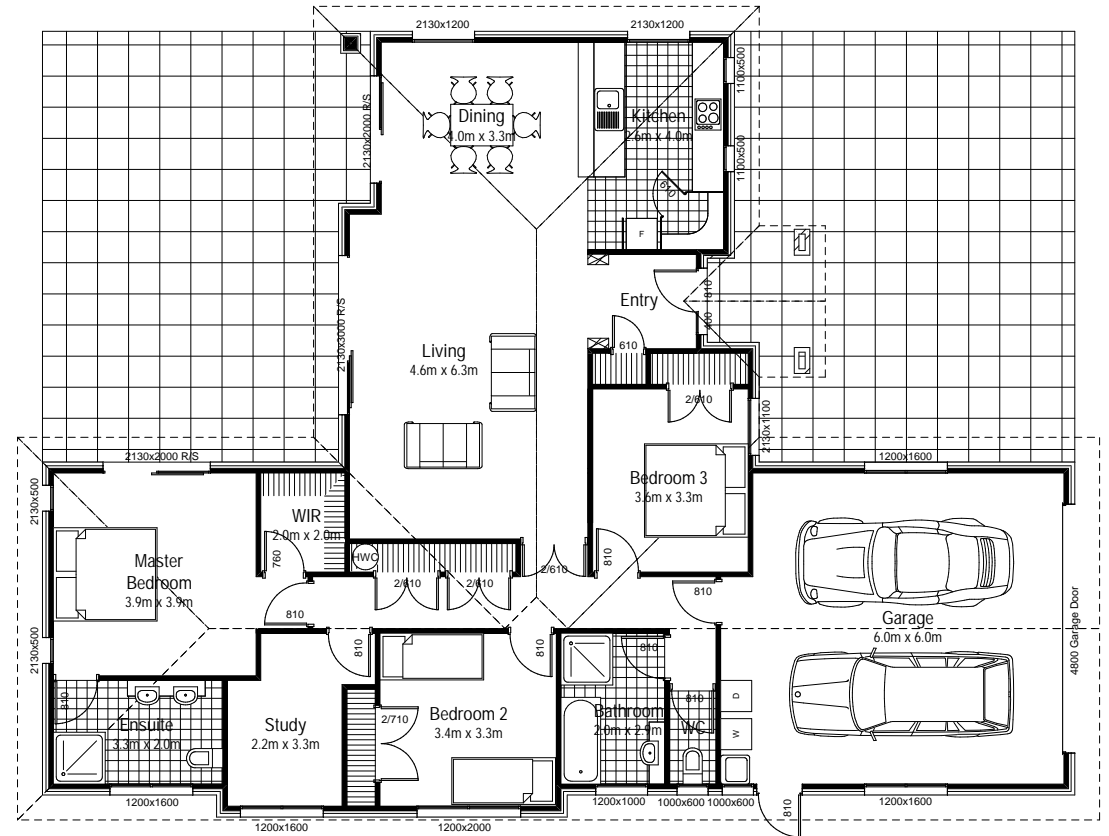 2130x1200
2130x1200
1100x500
1100x500
2130x2000 R/S
Dining
4.0m x 3.3m
Kitchen
2.6m x 4.0m
610
F
Entry
810
400
610
2130x3000 R/S
Living
4.6m x 6.3m
2/610
2130x1100
2130x2000 R/S
1200x1600
2130x500
WIR
2.0m x 2.0m
760
Bedroom 3
3.6m x 3.3m
Master
Bedroom
3.9m x 3.9m
HWC
2/610
2/610
2/610
810
810
810
Garage
6.0m x 6.0m
4800 Garage Door
2130x500
810
810
810
810
810
Ensuite
3.3m x 2.0m
Study
2.2m x 3.3m
2/710
Bedroom 2
3.4m x 3.3m
Bathroom
2.0m x 2.9m
WC
D
W
1200x1600
1200x1600
1200x2000
1200x1000
1000x600
1000x600
810
1200x1600